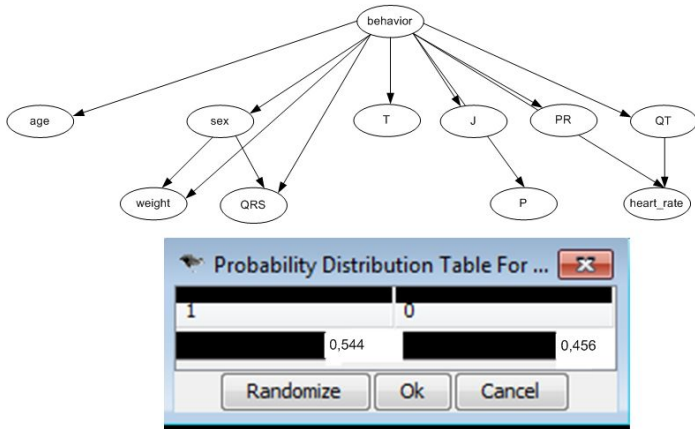 behavior
age sex T J PR QT
weight QRS P heart_rate
Probability Distribution Table For ...
1 0
0,544 0,456
Randomize Ok Cancel